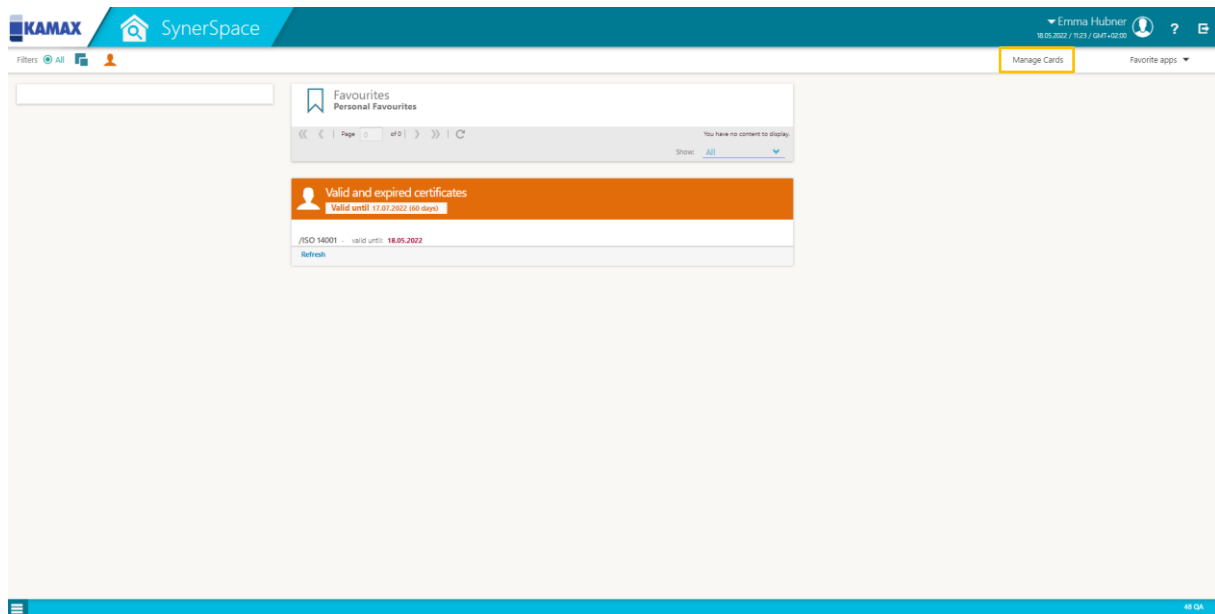 KAMAX
SynerSpace
Emma Hubner
18.05.2022 / 11:23 / GMT+02:00
?
Filters All
Manage Cards
Favorite apps
Favourites
Personal Favourites
Page 0 of 0
You have no content to display.
Show: All
Valid and expired certificates
Valid until 17.07.2022 (60 days)
/ISO 14001 - valid until: 18.05.2022
Refresh
48 QA